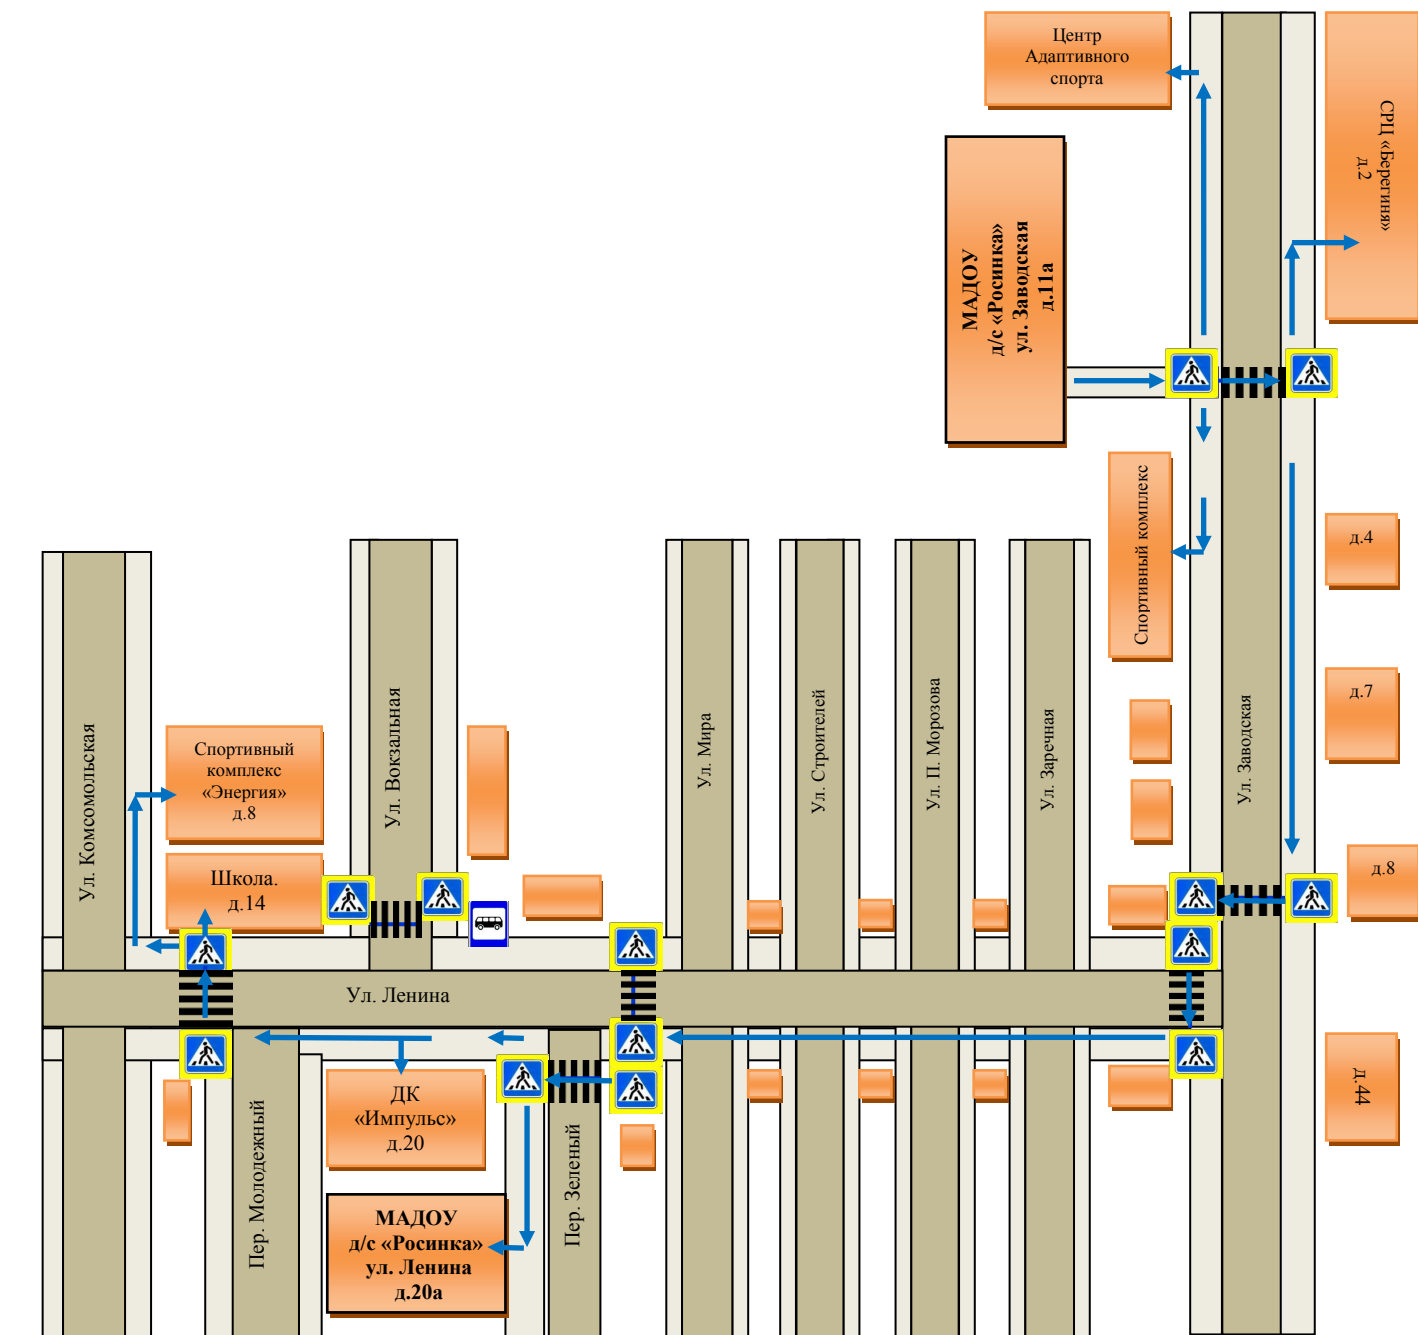 Центр
Адаптивного
спорта
СРЦ «Берегиня»
д.2
МАДОУ
д/с «Росинка»
ул. Заводская
д.11а
Спортивный комплекс
д.4
д.7
д.8
д.44
Ул. Комсомольская
Спортивный
комплекс
«Энергия»
д.8
Школа.
д.14
Ул. Вокзальная
Ул. Мира
Ул. Строителей
Ул. П. Морозова
Ул. Заречная
Ул. Заводская
Ул. Ленина
ДК
«Импульс»
д.20
Пер. Молодежный
Пер. Зеленый
МАДОУ
д/с «Росинка»
ул. Ленина
д.20а